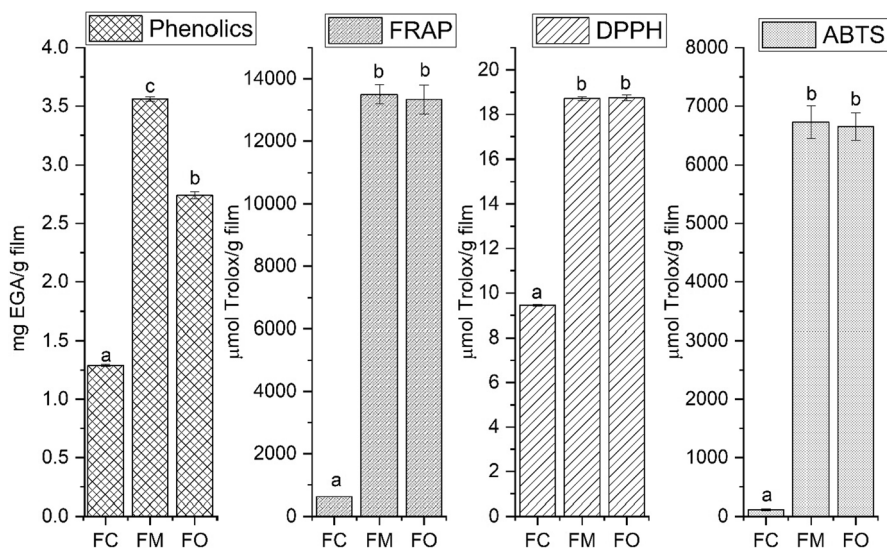 Phenolics
mg EGA/g film
4.0
3.5
3.0
2.5
2.0
1.5
1.0
0.5
0.0
a
c
b
FC FM FO
FRAP
μmol Trolox/g film
14000
12000
10000
8000
6000
4000
2000
0
a
b
b
FC FM FO
DPPH
μmol Trolox/g film
20
18
16
14
12
10
8
6
4
2
0
a
b
b
FC FM FO
ABTS
μmol Trolox/g film
8000
7000
6000
5000
4000
3000
2000
1000
0
a
b
b
FC FM FO